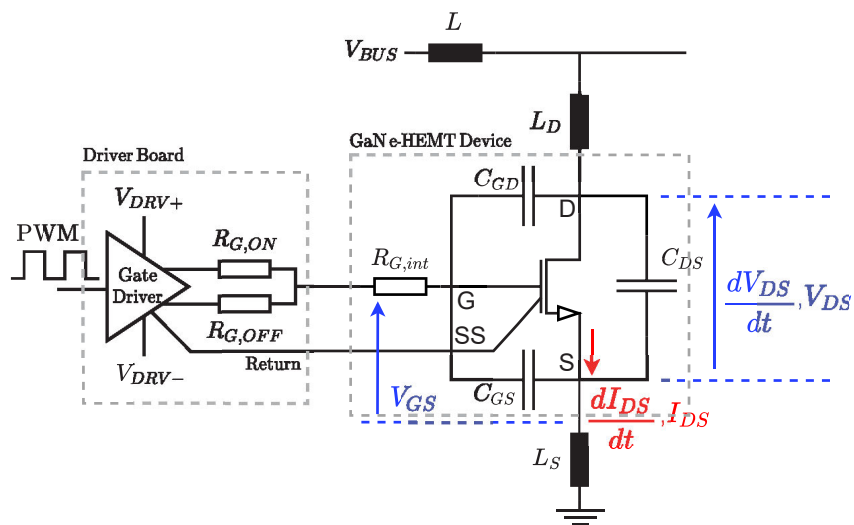 L
V_BUS
L_D
GaN e-HEMT Device
Driver Board
C_GD
V_DRV+
D
PWM
R_G,ON
R_G,int
C_DS
Gate
Driver
G
dV_DS/dt, V_DS
R_G,OFF
SS
Return
S
V_DRV-
V_GS
C_GS
dI_DS/dt, I_DS
L_S